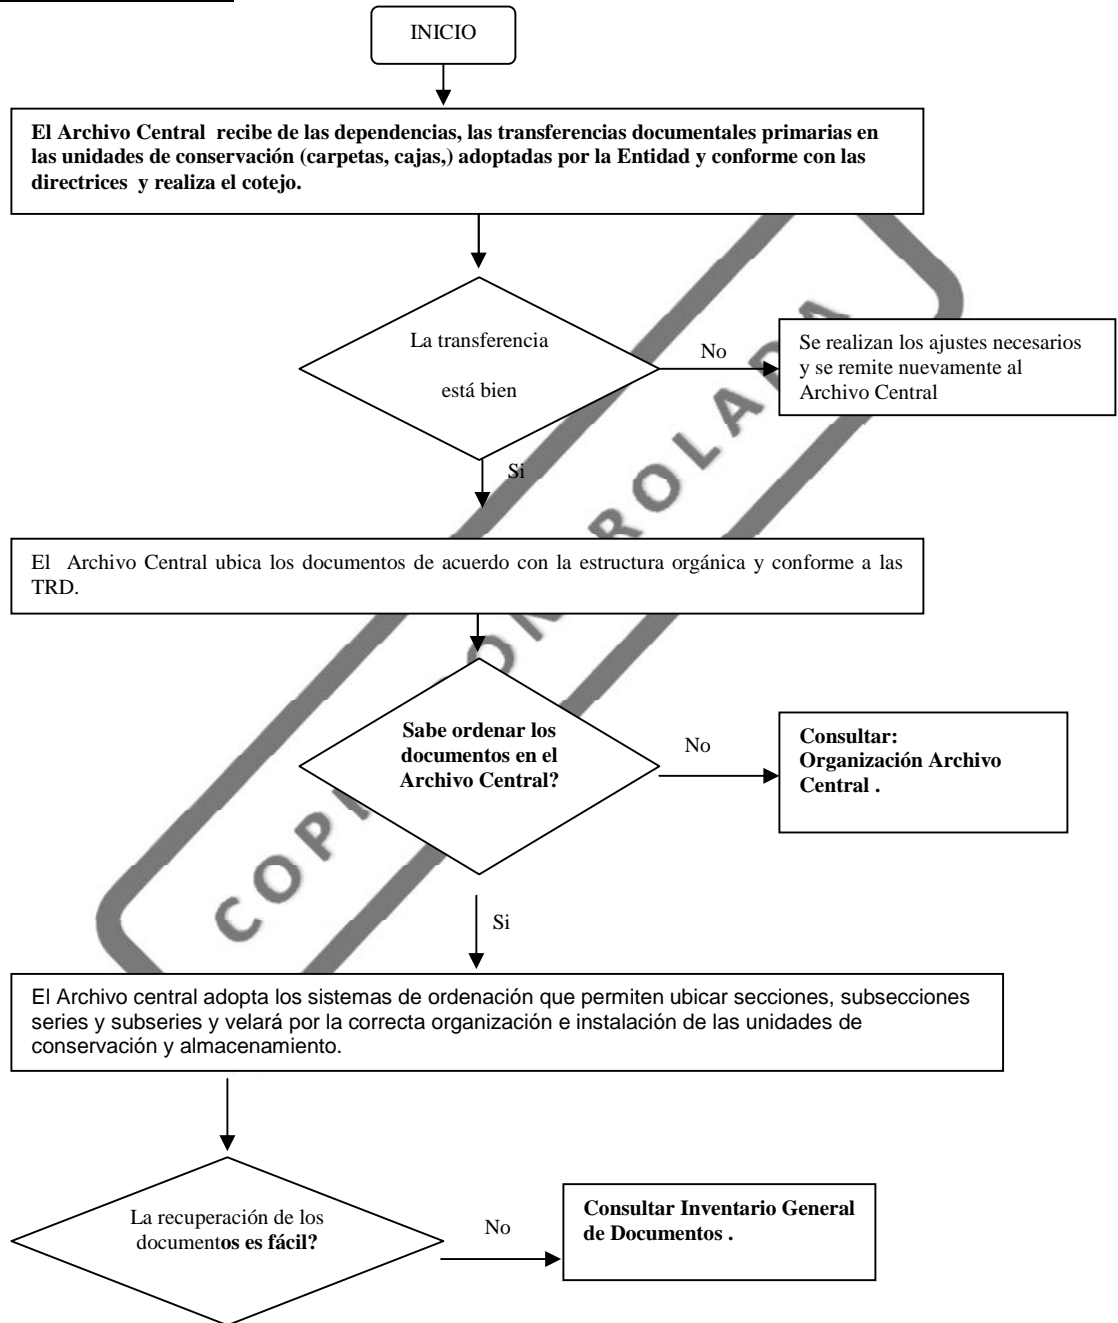 INICIO
El Archivo Central recibe de las dependencias, las transferencias documentales primarias en
las unidades de conservación (carpetas, cajas,) adoptadas por la Entidad y conforme con las
directrices y realiza el cotejo.
La transferencia
está bien
No
Se realizan los ajustes necesarios
y se remite nuevamente al
Archivo Central
Si
El Archivo Central ubica los documentos de acuerdo con la estructura orgánica y conforme a las
TRD.
Sabe ordenar los
documentos en el
Archivo Central?
No
Consultar:
Organización Archivo
Central .
Si
El Archivo central adopta los sistemas de ordenación que permiten ubicar secciones, subsecciones
series y subseries y velará por la correcta organización e instalación de las unidades de
conservación y almacenamiento.
La recuperación de los
documentos es fácil?
No
Consultar Inventario General
de Documentos .